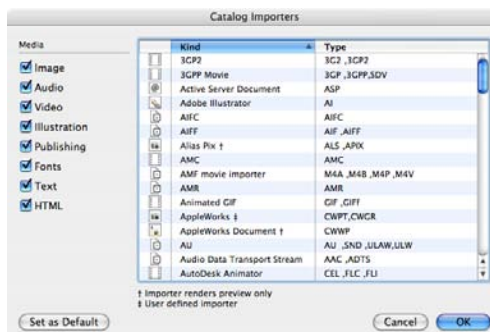 Catalog Importers
Media
Image
Audio
Video
Illustration
Publishing
Fonts
Text
HTML
Kind Type
3GP2 3G2 ,3GP2
3GPP Movie 3GP ,3GPP,SDV
Active Server Document ASP
Adobe Illustrator AI
AIFC AIFC
AIFF AIF ,AIFF
Alias Pix † ALS ,APIX
AMC AMC
AMF movie importer M4A ,M4B ,M4P ,M4V
AMR AMR
Animated GIF GIF ,GIFf
AppleWorks ‡ CWPT,CWGR
AppleWorks Document † CWWP
AU AU ,SND ,ULAW,ULW
Audio Data Transport Stream AAC ,ADTS
AutoDesk Animator CEL ,FLC ,FLI
† Importer renders preview only
‡ User defined importer
Set as Default Cancel OK